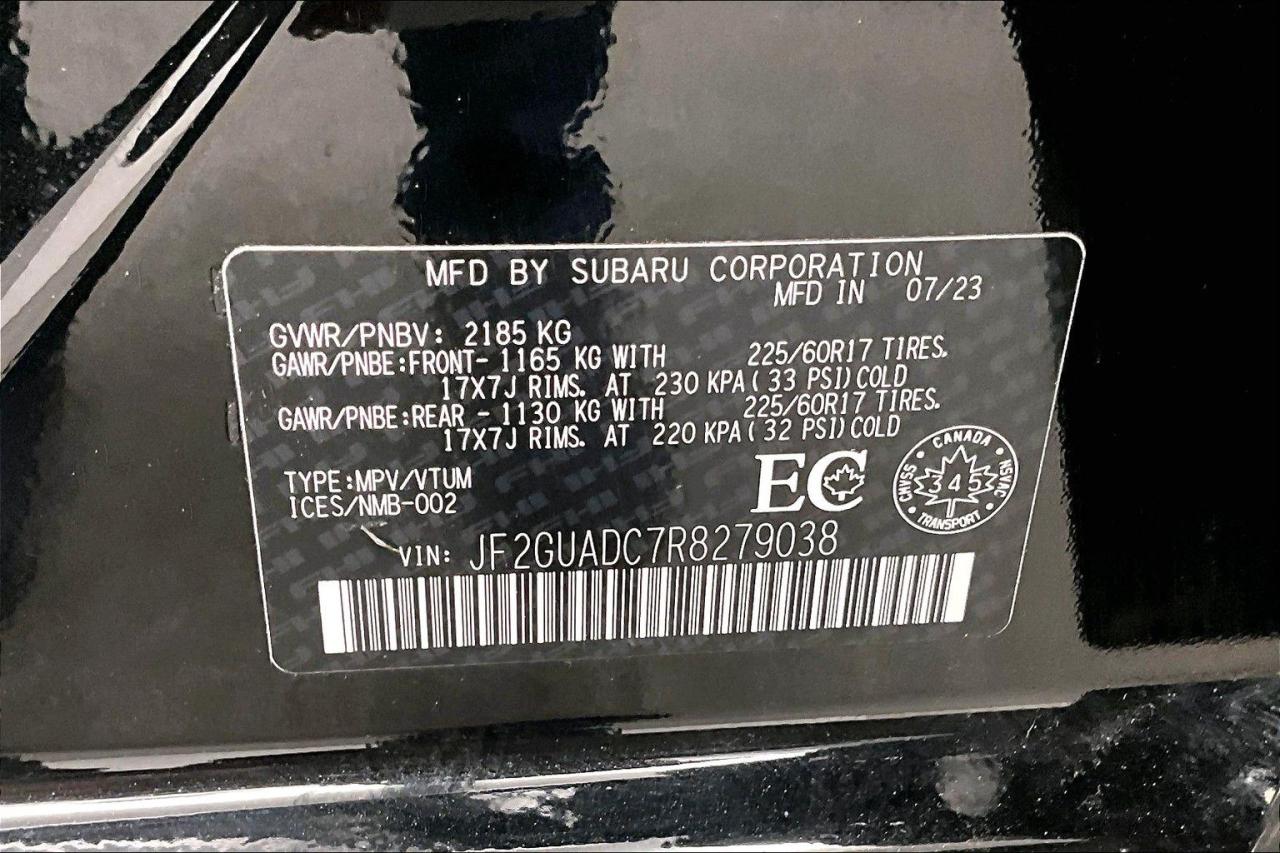 MFD BY SUBARU CORPORATION
MFD IN 07/23
GVWR/PNBV: 2185 KG
GAWR/PNBE:FRONT- 1165 KG WITH 225/60R17 TIRES.
17X7J RIMS. AT 230 KPA(33 PSI)COLD
GAWR/PNBE:REAR - 1130 KG WITH 225/60R17 TIRES.
17X7J RIMS. AT 220 KPA(32 PSI)COLD
TYPE:MPV/VTUM
ICES/NMB-002
EC
CANADA
CMVSS 345 NSVAC
TRANSPORT
VIN: JF2GUADC7R8279038